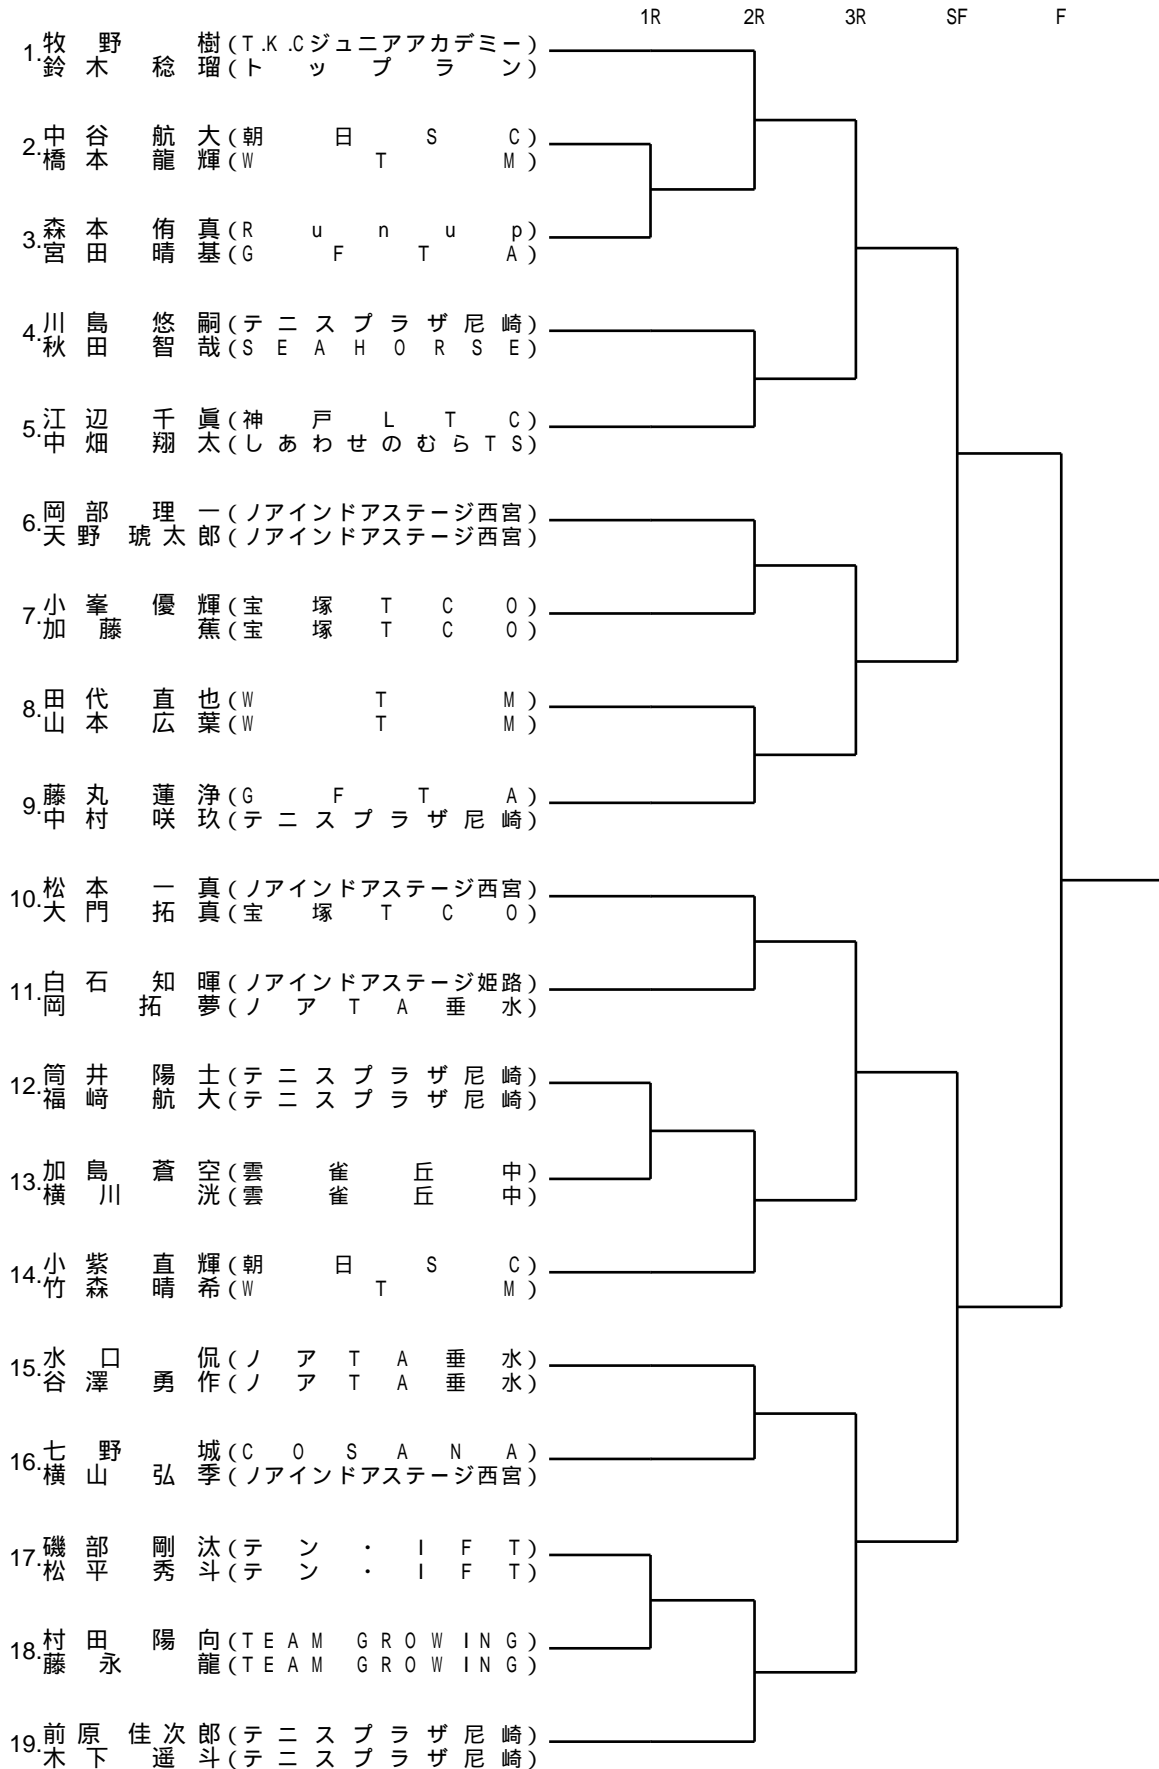 1R 2R 3R SF F
1.牧野 樹(T.K.Cジュニアアカデミー)
鈴木 稔瑠(トップラン)
2.中谷 航大(朝日SC)
橋本 龍輝(WTM)
3.森本 侑真(Runup)
宮田 晴基(GFTA)
4.川島 悠嗣(テニスプラザ尼崎)
秋田 智哉(SEAHORSE)
5.江辺 千眞(神戸LTC)
中畑 翔太(しあわせのむらTS)
6.岡部 理一(ノアインドアステージ西宮)
天野 琥太郎(ノアインドアステージ西宮)
7.小峯 優輝(宝塚TCO)
加藤 蕉(宝塚TCO)
8.田代 直也(WTM)
山本 広葉(WTM)
9.藤丸 蓮浄(GFTA)
中村 咲玖(テニスプラザ尼崎)
10.松本 一真(ノアインドアステージ西宮)
大門 拓真(宝塚TCO)
11.白石 知暉(ノアインドアステージ姫路)
岡 拓夢(ノアTA垂水)
12.筒井 陽士(テニスプラザ尼崎)
福﨑 航大(テニスプラザ尼崎)
13.加島 蒼空(雲雀丘中)
横川 洸(雲雀丘中)
14.小紫 直輝(朝日SC)
竹森 晴希(WTM)
15.水口 侃(ノアTA垂水)
谷澤 勇作(ノアTA垂水)
16.七野 城(COSANA)
横山 弘季(ノアインドアステージ西宮)
17.磯部 剛汰(テン・IFT)
松平 秀斗(テン・IFT)
18.村田 陽向(TEAM GROWING)
藤永 龍(TEAM GROWING)
19.前原 佳次郎(テニスプラザ尼崎)
木下 遥斗(テニスプラザ尼崎)